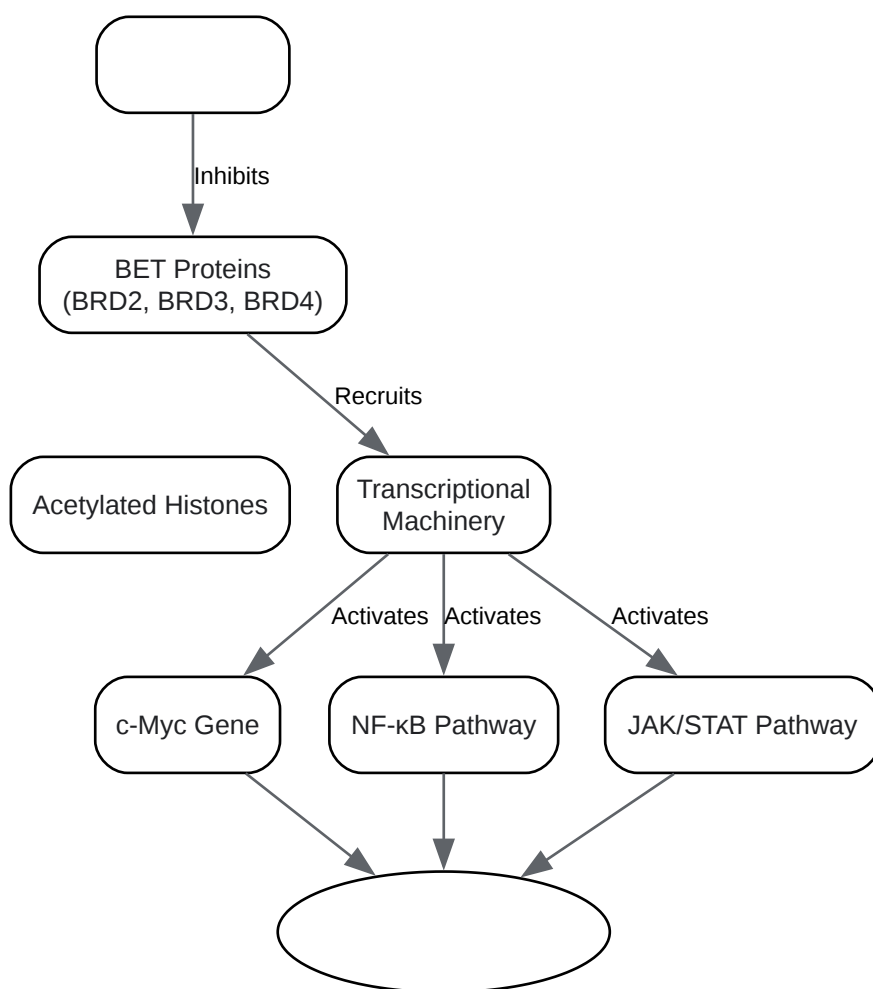 Inhibits
BET Proteins
(BRD2, BRD3, BRD4)
Recruits
Acetylated Histones
Transcriptional
Machinery
Activates
Activates
Activates
c-Myc Gene
NF-κB Pathway
JAK/STAT Pathway